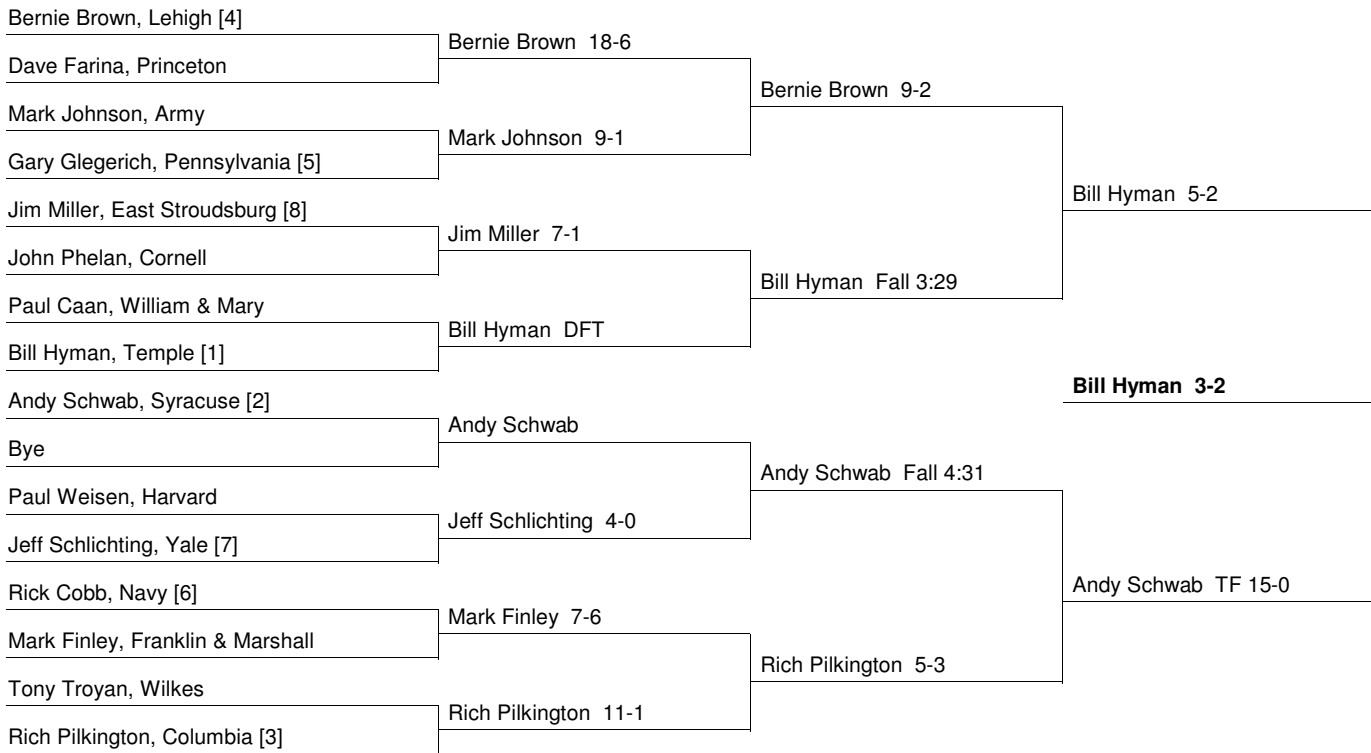 Bernie Brown, Lehigh [4]
Dave Farina, Princeton
Mark Johnson, Army
Gary Glegerich, Pennsylvania [5]
Jim Miller, East Stroudsburg [8]
John Phelan, Cornell
Paul Caan, William & Mary
Bill Hyman, Temple [1]
Andy Schwab, Syracuse [2]
Bye
Paul Weisen, Harvard
Jeff Schlichting, Yale [7]
Rick Cobb, Navy [6]
Mark Finley, Franklin & Marshall
Tony Troyan, Wilkes
Rich Pilkington, Columbia [3]
Bernie Brown 18-6
Mark Johnson 9-1
Jim Miller 7-1
Bill Hyman DFT
Andy Schwab
Jeff Schlichting 4-0
Mark Finley 7-6
Rich Pilkington 11-1
Bernie Brown 9-2
Bill Hyman Fall 3:29
Andy Schwab Fall 4:31
Rich Pilkington 5-3
Bill Hyman 5-2
Bill Hyman 3-2
Andy Schwab TF 15-0